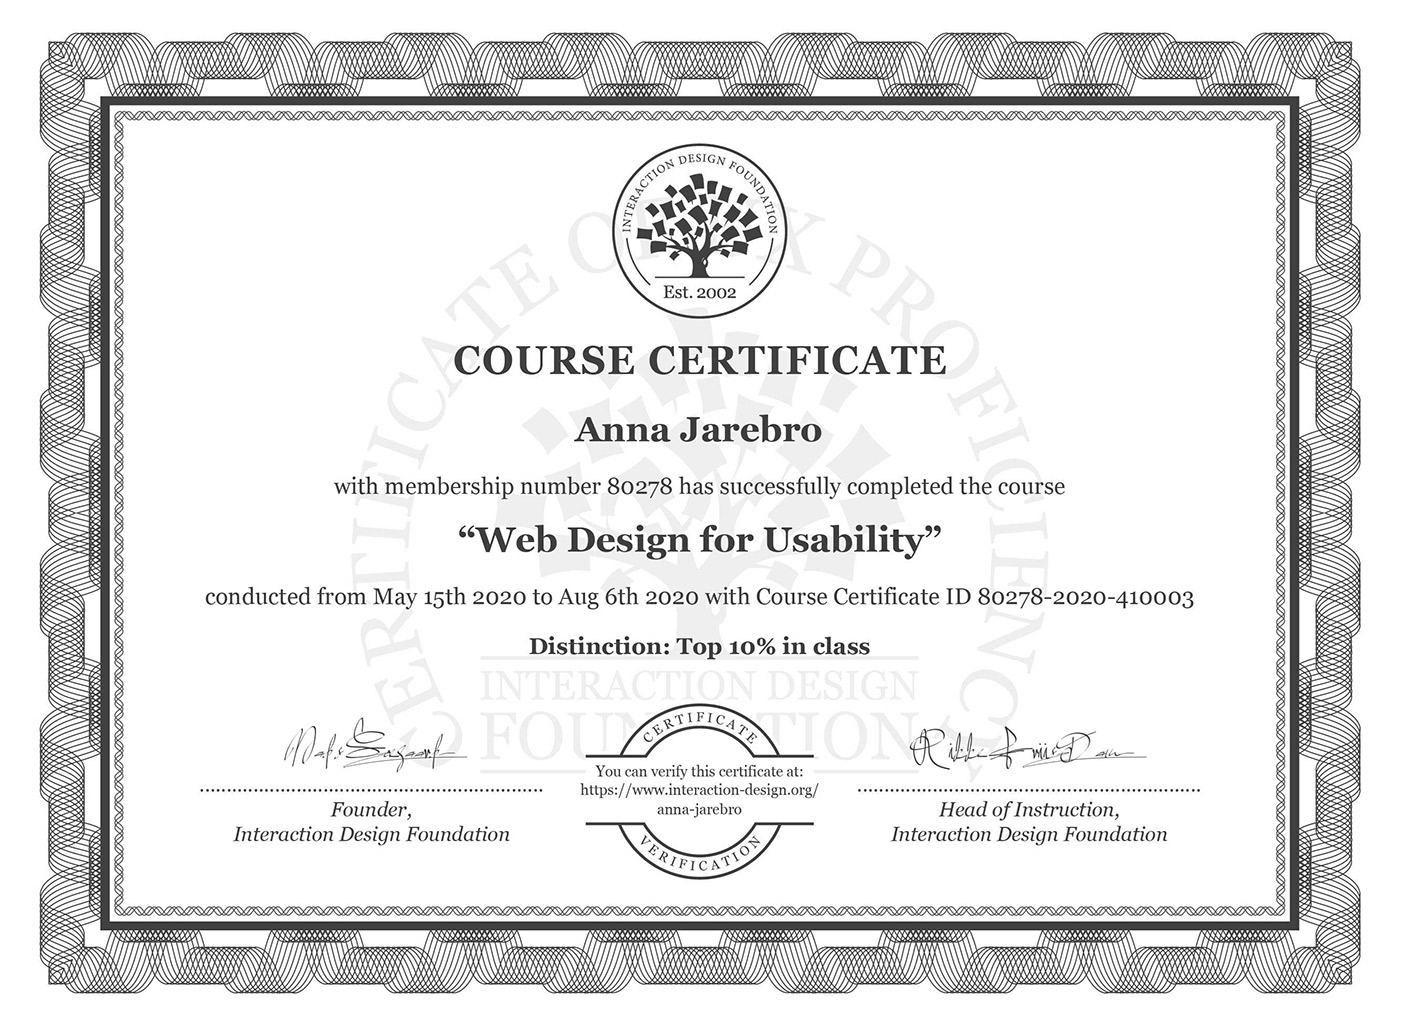 INTERACTION DESIGN FOUNDATION
Est. 2002
COURSE CERTIFICATE
Anna Jarebro
with membership number 80278 has successfully completed the course
“Web Design for Usability”
conducted from May 15th 2020 to Aug 6th 2020 with Course Certificate ID 80278-2020-410003
Distinction: Top 10% in class
CERTIFICATE OF UX PROFICIENCY
INTERACTION DESIGN
FOUNDATION
Founder,
Interaction Design Foundation
CERTIFICATE
You can verify this certificate at:
https://www.interaction-design.org/
anna-jarebro
VERIFICATION
Head of Instruction,
Interaction Design Foundation